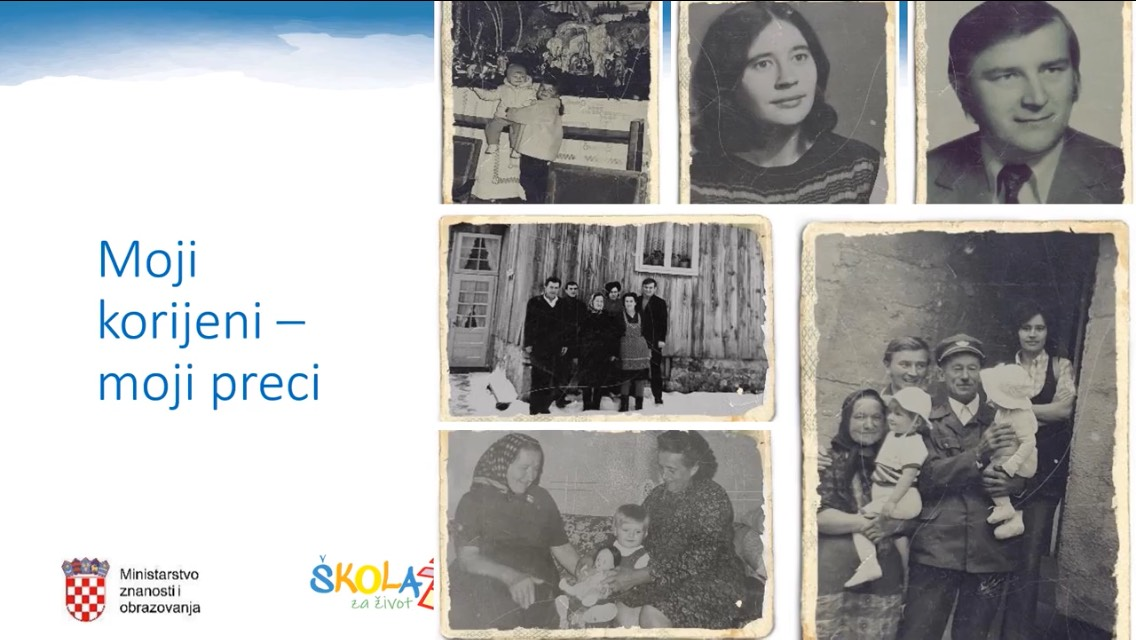 Moji
korijeni –
moji preci
Ministarstvo
znanosti i
obrazovanja
ŠKOLA
za život